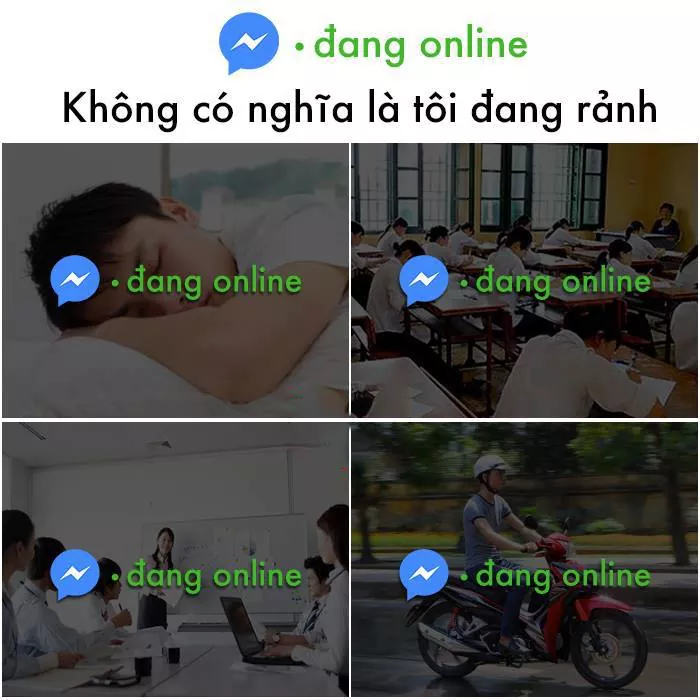 • đang online
Không có nghĩa là tôi đang rảnh
• đang online
• đang online
• đang online
• đang online